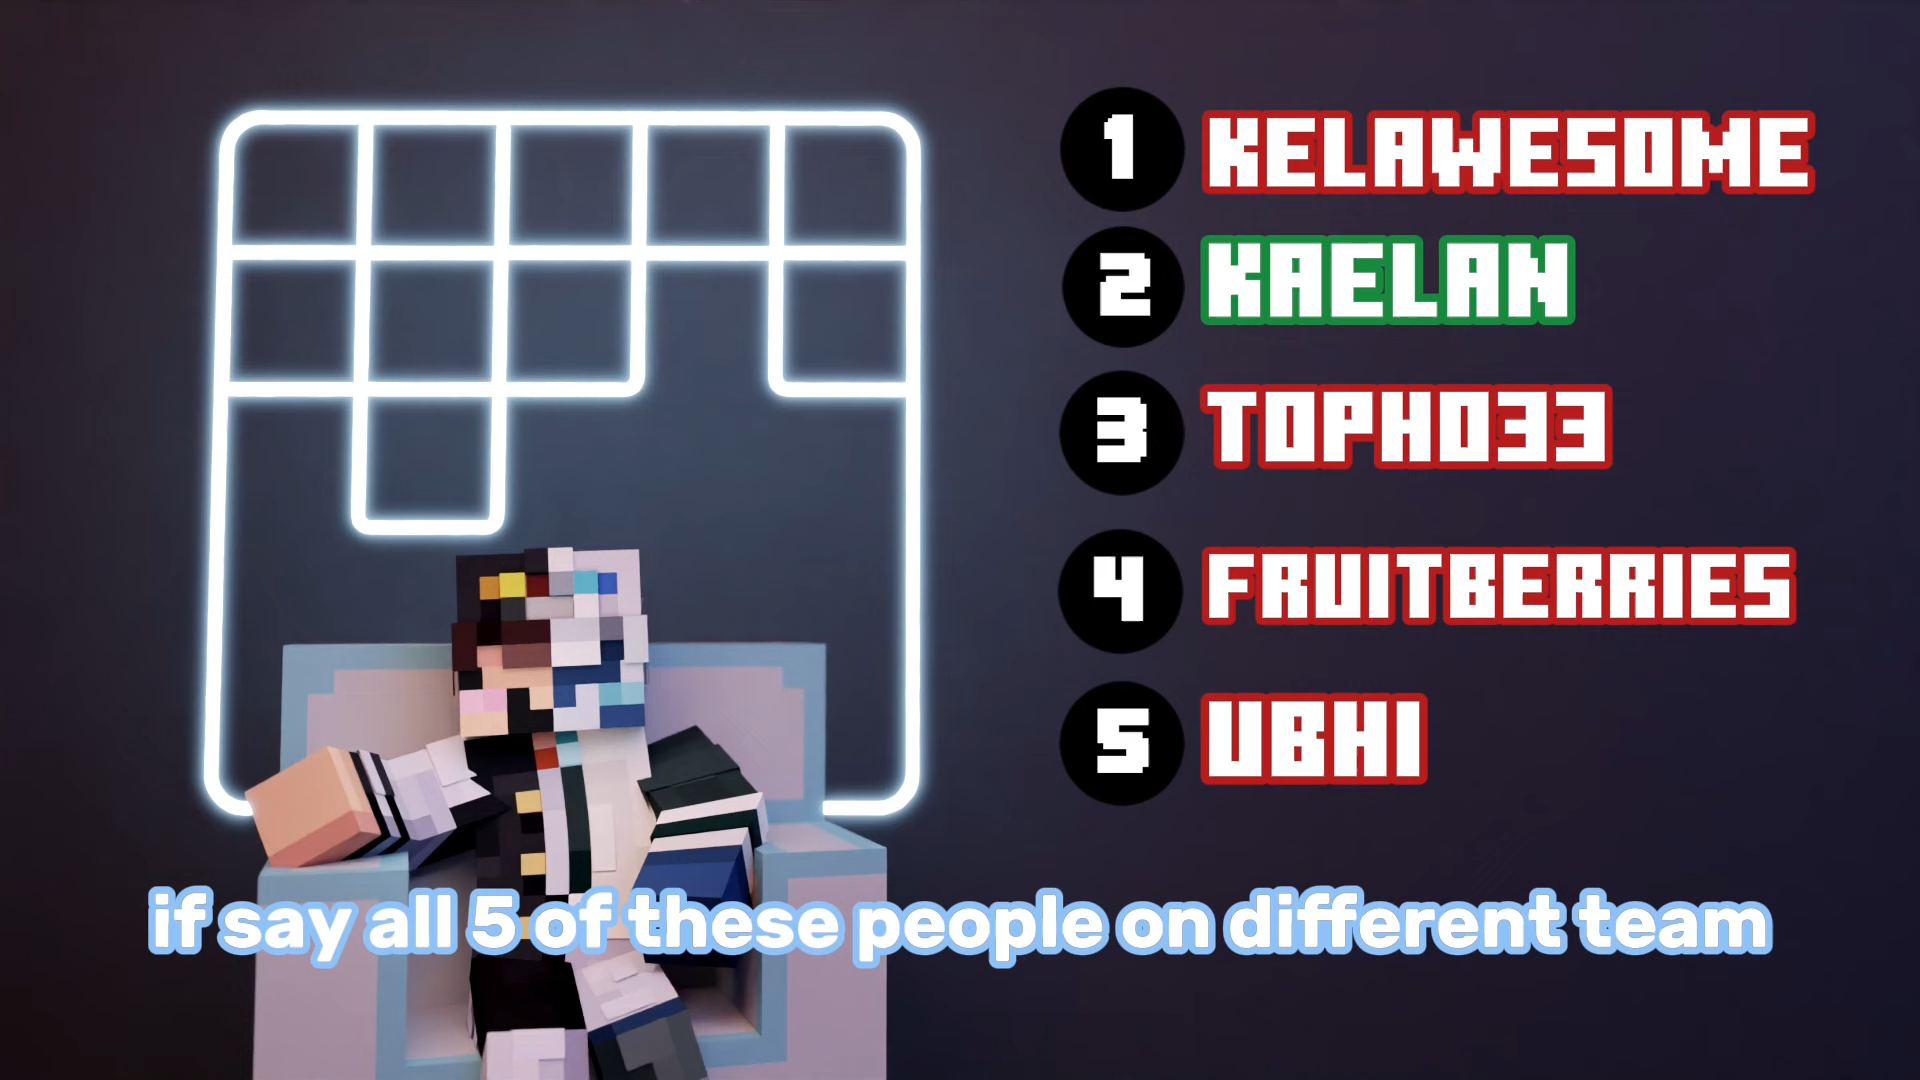 1 KELAWESOME
2 KAELAN
3 TOPHO33
4 FRUITBERRIES
5 UBHI
if say all 5 of these people on different team